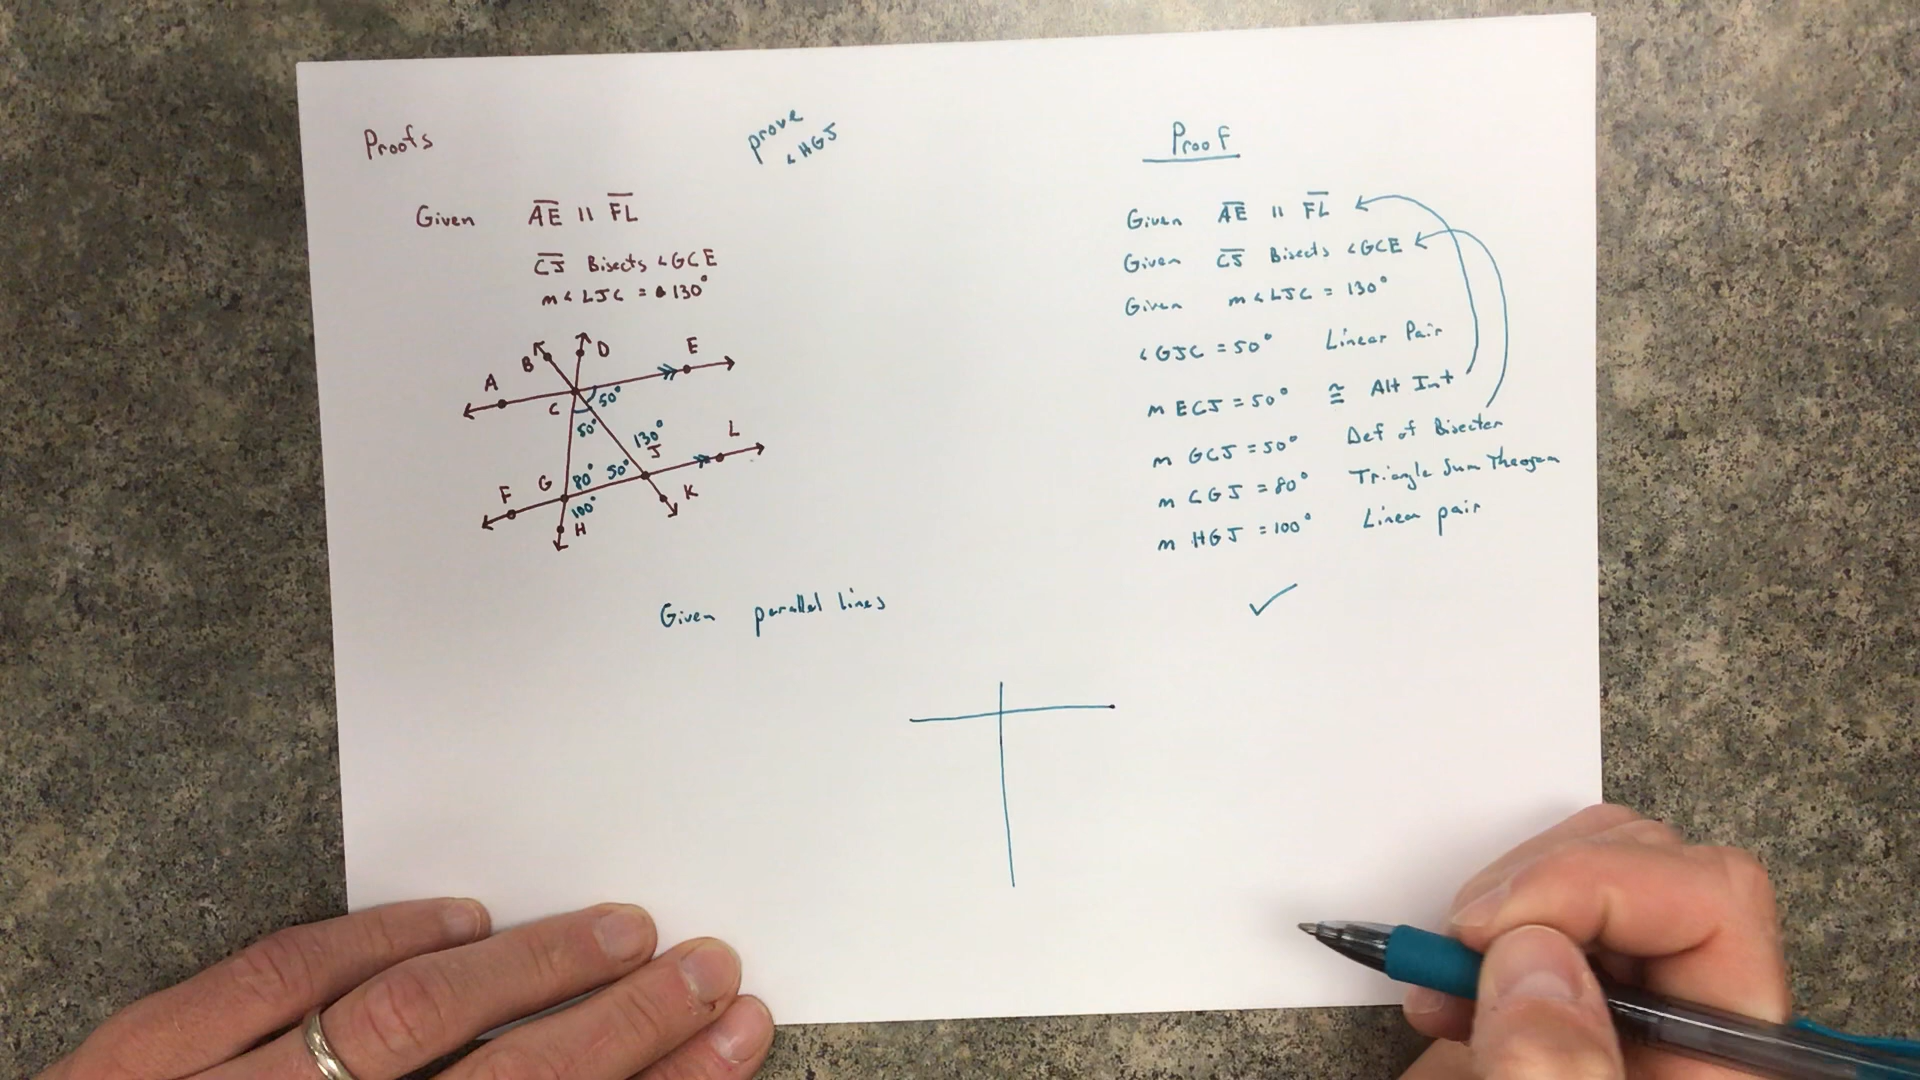 Proofs
prove
∠HGJ
Given AE || FL
CJ Bisects ∠GCE
m∠LJC = 130°
B
D
E
A
C
50°
50°
130°
J
L
G
80°
50°
F
100°
K
H
Given parallel lines
Proof
Given AE || FL
Given CJ Bisects ∠GCE
Given m∠LJC = 130°
∠GJC = 50° Linear Pair
m ECJ = 50° ≅ Alt Int
m GCJ = 50° Def of Bisecter
m CGJ = 80° Triangle Sum Theorem
m HGJ = 100° Linear pair